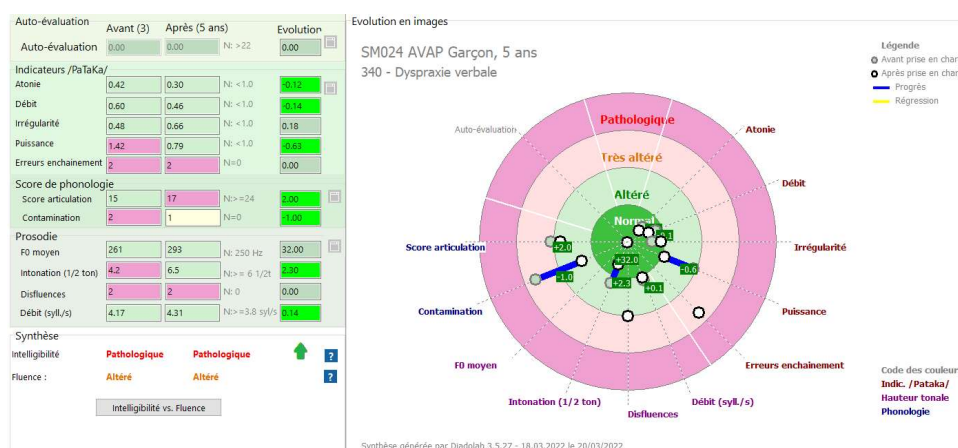 Auto-évaluation
Avant (3) Après (5 ans) Evolution
Auto-évaluation 0.00 0.00 N: >22 0.00
Indicateurs /PaTaKa/
Atonie 0.42 0.30 N: <1.0 -0.12
Débit 0.60 0.46 N: <1.0 -0.14
Irrégularité 0.48 0.66 N: <1.0 0.18
Puissance 1.42 0.79 N: <1.0 -0.63
Erreurs enchainement 2 2 N=0 0.00
Score de phonologie
Score articulation 15 17 N:>=24 2.00
Contamination 2 1 N=0 -1.00
Prosodie
F0 moyen 261 293 N: 250 Hz 32.00
Intonation (1/2 ton) 4.2 6.5 N:>= 6 1/2t 2.30
Disfluences 2 2 N: 0 0.00
Débit (syll./s) 4.17 4.31 N:>=3.8 syl/s 0.14
Synthèse
Intelligibilité Pathologique Pathologique ?
Fluence : Altéré Altéré ?
Intelligibilité vs. Fluence
Evolution en images
SM024 AVAP Garçon, 5 ans
340 - Dyspraxie verbale
Légende
Avant prise en char
Après prise en char
Progrès
Régression
Pathologique
Auto-évaluation
Atonie
Très altéré
Débit
Altéré
Normal
-0.1
Score articulation
+2.0
Irrégularité
+32.0
-0.6
-1.0
+2.3
+0.1
Contamination
Puissance
F0 moyen
Erreurs enchainement
Intonation (1/2 ton)
Débit (syll./s)
Disfluences
Code des couleur
Indic. /Pataka/
Hauteur tonale
Phonologie
Synthèse générée par Diadolab 3.5.27 - 18.03.2022 le 20/03/2022